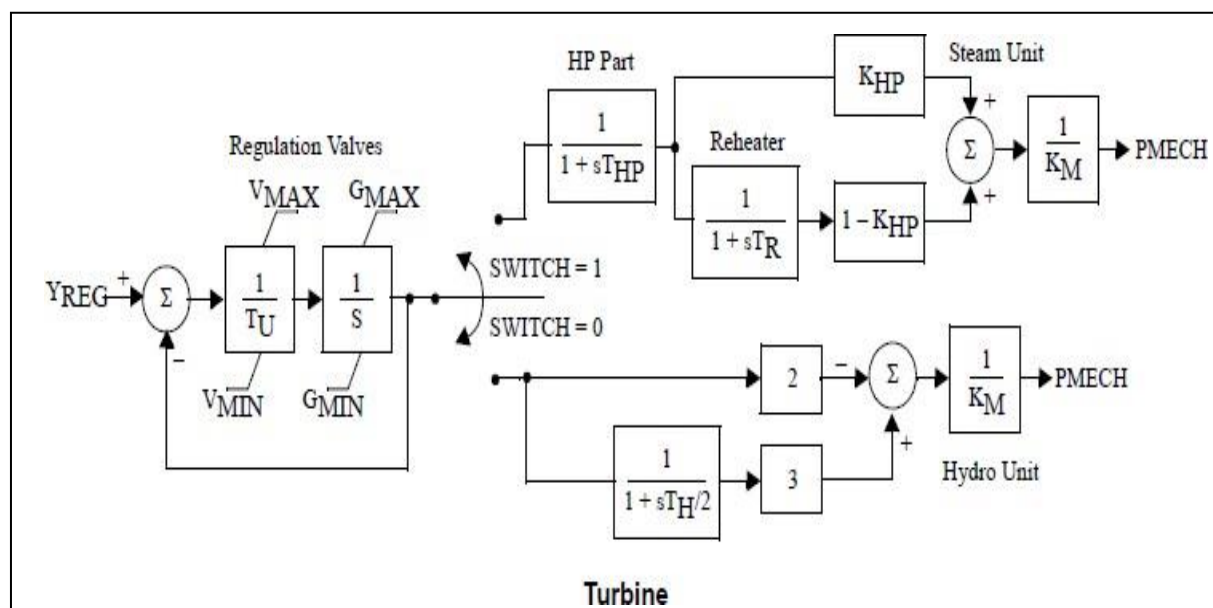 HP Part
Steam Unit
K_HP
+
1
1 + sT_HP
Σ
1
K_M
PMECH
Reheater
+
1
1 + sT_R
1 – K_HP
Regulation Valves
V_MAX
G_MAX
Y_REG
+
Σ
–
1
T_U
1
S
V_MIN
G_MIN
SWITCH = 1
SWITCH = 0
2
–
Σ
1
K_M
PMECH
+
1
1 + sT_H/2
3
Hydro Unit
Turbine